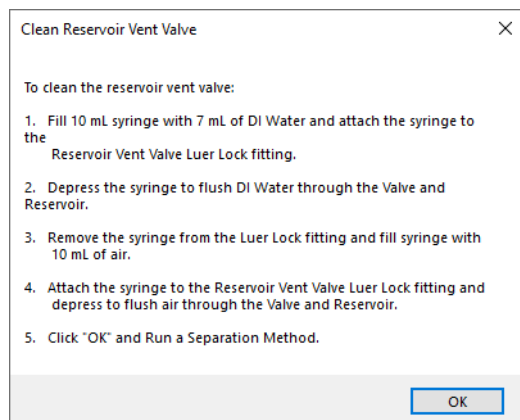 Clean Reservoir Vent Valve
To clean the reservoir vent valve:
1. Fill 10 mL syringe with 7 mL of DI Water and attach the syringe to
the
Reservoir Vent Valve Luer Lock fitting.
2. Depress the syringe to flush DI Water through the Valve and
Reservoir.
3. Remove the syringe from the Luer Lock fitting and fill syringe with
10 mL of air.
4. Attach the syringe to the Reservoir Vent Valve Luer Lock fitting and
depress to flush air through the Valve and Reservoir.
5. Click "OK" and Run a Separation Method.
OK